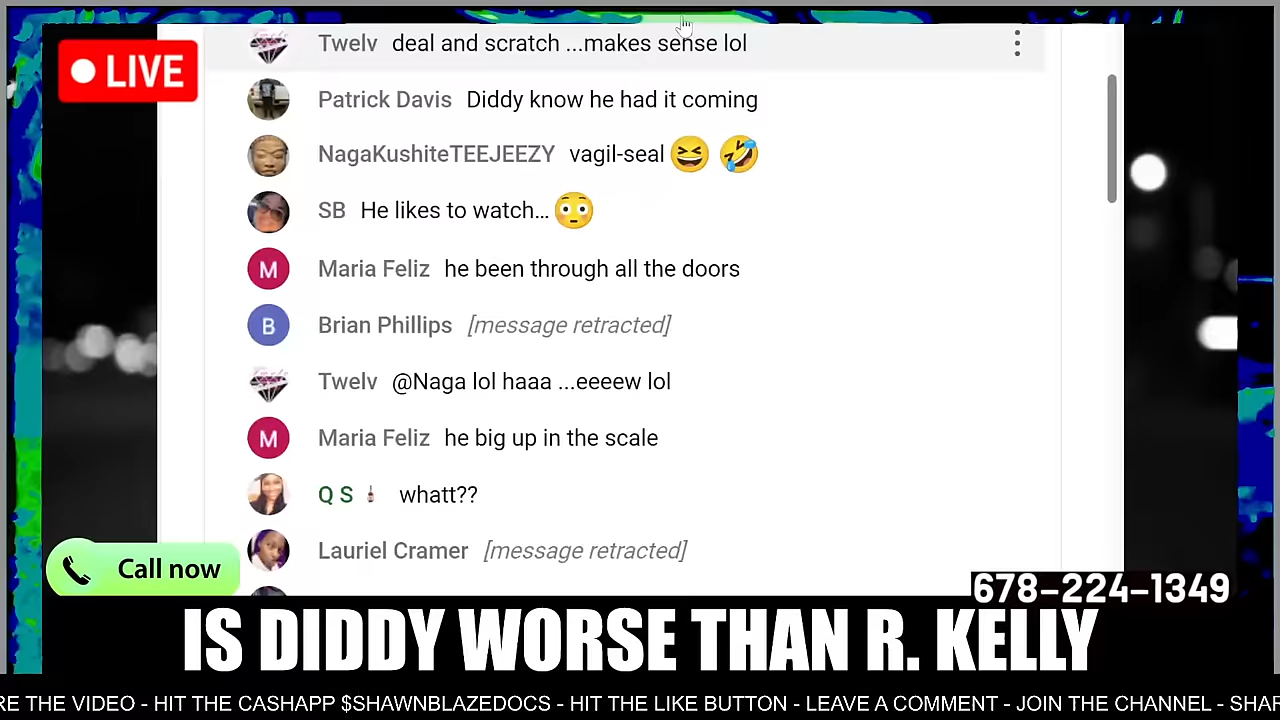 LIVE
Twelv deal and scratch ...makes sense lol
Patrick Davis Diddy know he had it coming
NagaKushiteTEEJEEZY vagil-seal😆 🤣
SB He likes to watch...😳
M Maria Feliz he been through all the doors
B Brian Phillips [message retracted]
Twelv @Naga lol haaa ...eeeew lol
M Maria Feliz he big up in the scale
Q S whatt??
Lauriel Cramer [message retracted]
Call now
678-224-1349
IS DIDDY WORSE THAN R. KELLY
RE THE VIDEO - HIT THE CASHAPP $SHAWNBLAZEDOCS - HIT THE LIKE BUTTON - LEAVE A COMMENT - JOIN THE CHANNEL - SHAR